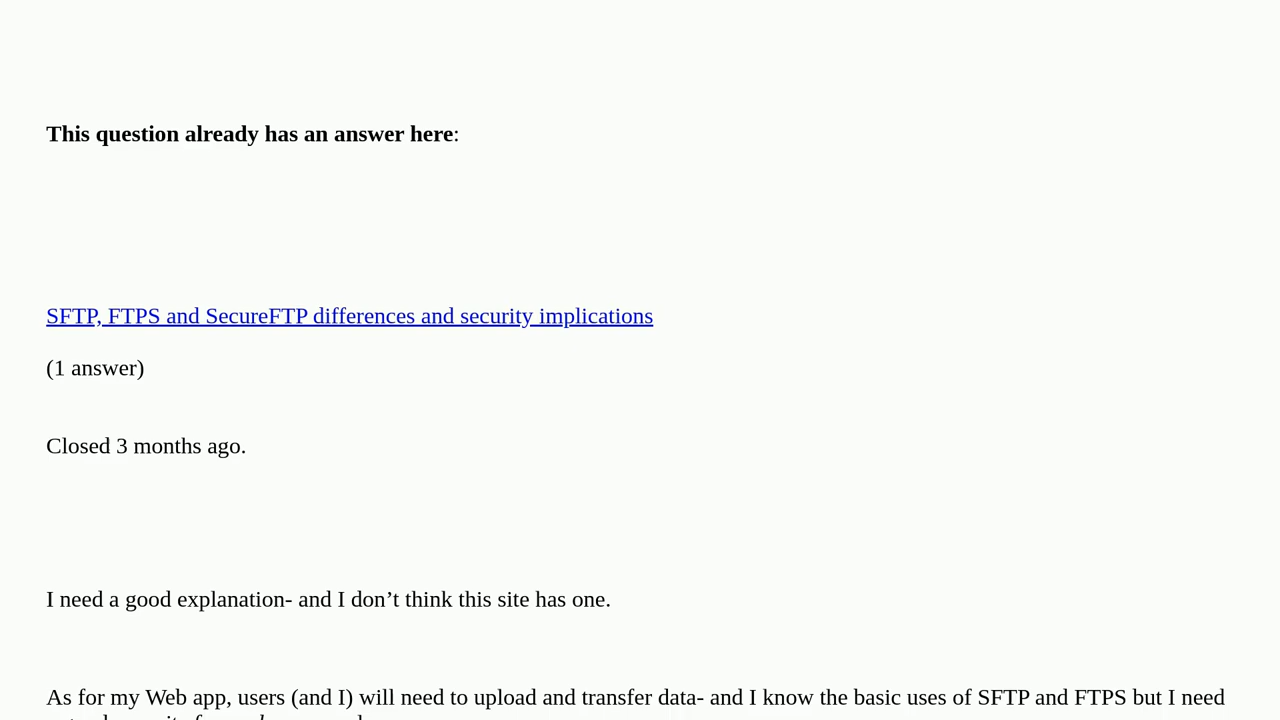 This question already has an answer here:
SFTP, FTPS and SecureFTP differences and security implications
(1 answer)
Closed 3 months ago.
I need a good explanation- and I don’t think this site has one.
As for my Web app, users (and I) will need to upload and transfer data- and I know the basic uses of SFTP and FTPS but I need